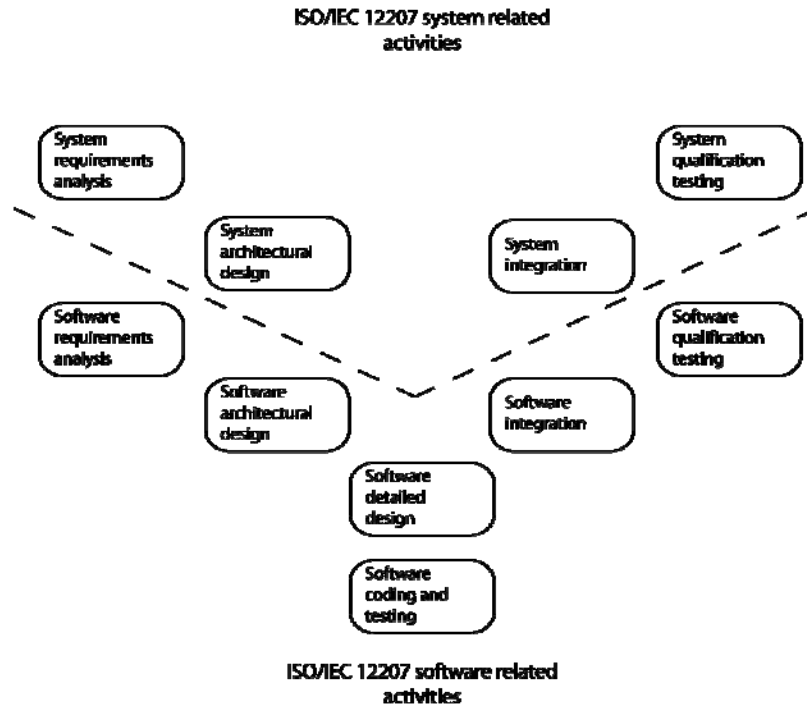 ISO/IEC 12207 system related
activities
System
requirements
analysis
System
qualification
testing
System
architectural
design
System
integration
Software
requirements
analysis
Software
qualification
testing
Software
architectural
design
Software
integration
Software
detailed
design
Software
coding and
testing
ISO/IEC 12207 software related
activities